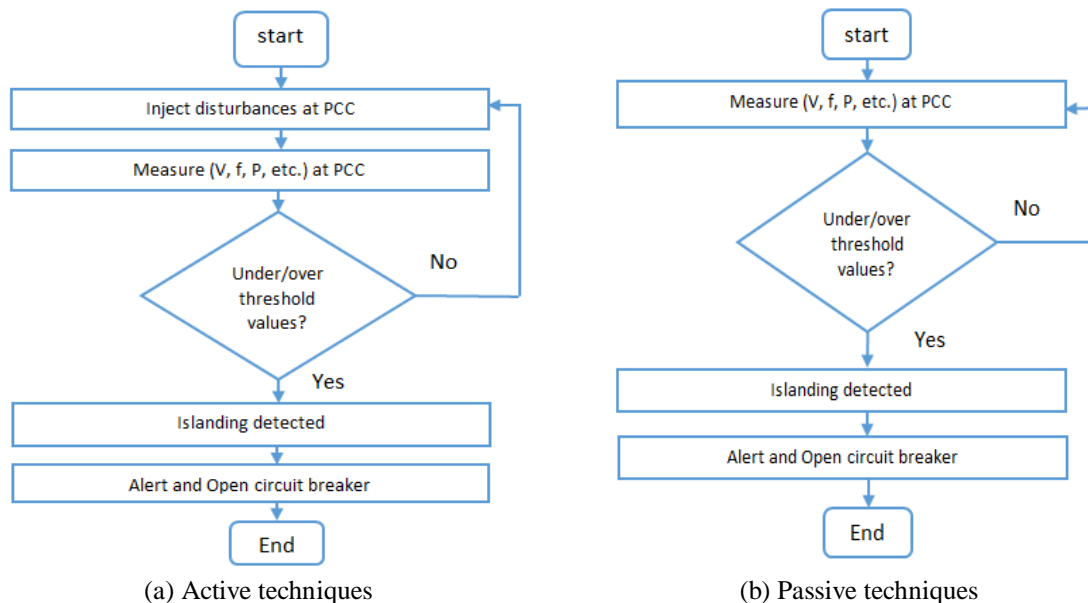 start
Inject disturbances at PCC
Measure (V, f, P, etc.) at PCC
Under/over
threshold
values?
No
Yes
Islanding detected
Alert and Open circuit breaker
End
(a) Active techniques
start
Measure (V, f, P, etc.) at PCC
Under/over
threshold
values?
No
Yes
Islanding detected
Alert and Open circuit breaker
End
(b) Passive techniques